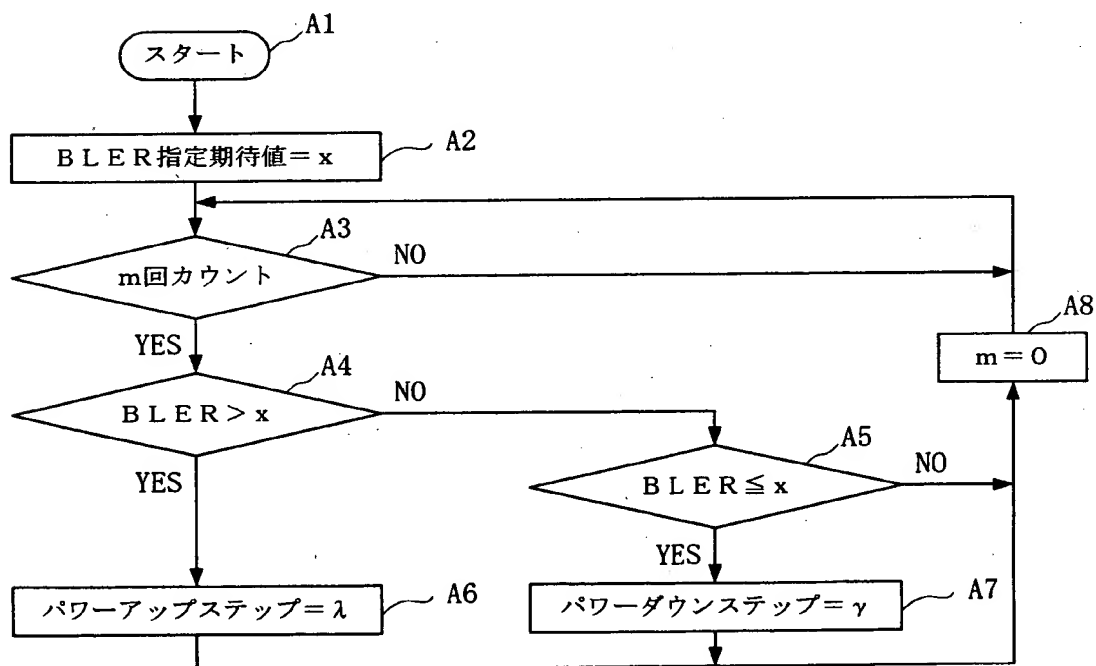 A1
スタート
BLER指定期待値=x
A2
A3
m回カウント
NO
YES
A8
m=0
A4
BLER>x
NO
YES
A5
BLER≦x
NO
YES
パワーアップステップ=λ
A6
パワーダウンステップ=γ
A7